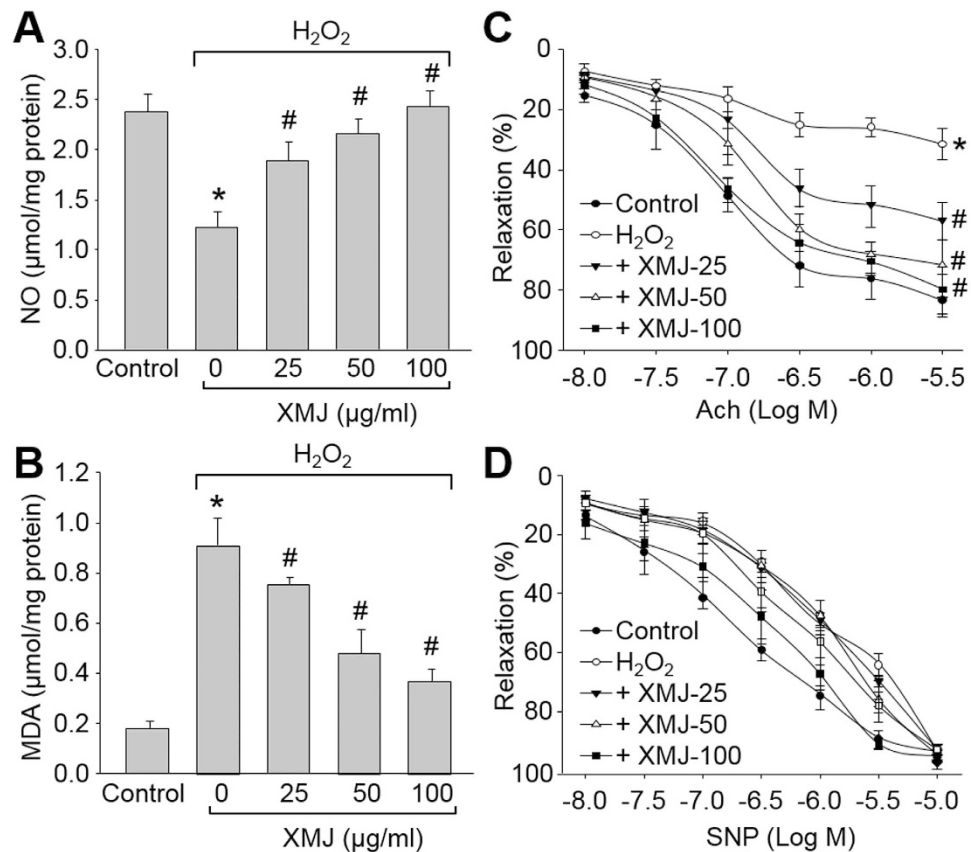 A
H₂O₂
3.0
2.5
2.0
1.5
1.0
0.5
0.0
NO (μmol/mg protein)
*
#
#
#
Control 0 25 50 100
XMJ (μg/ml)
B
H₂O₂
1.2
1.0
0.8
0.6
0.4
0.2
0.0
MDA (μmol/mg protein)
*
#
#
#
Control 0 25 50 100
XMJ (μg/ml)
C
0
20
40
60
80
100
Relaxation (%)
Control
H₂O₂
+ XMJ-25
+ XMJ-50
+ XMJ-100
*
#
#
#
-8.0 -7.5 -7.0 -6.5 -6.0 -5.5
Ach (Log M)
D
0
20
40
60
80
100
Relaxation (%)
Control
H₂O₂
+ XMJ-25
+ XMJ-50
+ XMJ-100
-8.0 -7.5 -7.0 -6.5 -6.0 -5.5 -5.0
SNP (Log M)